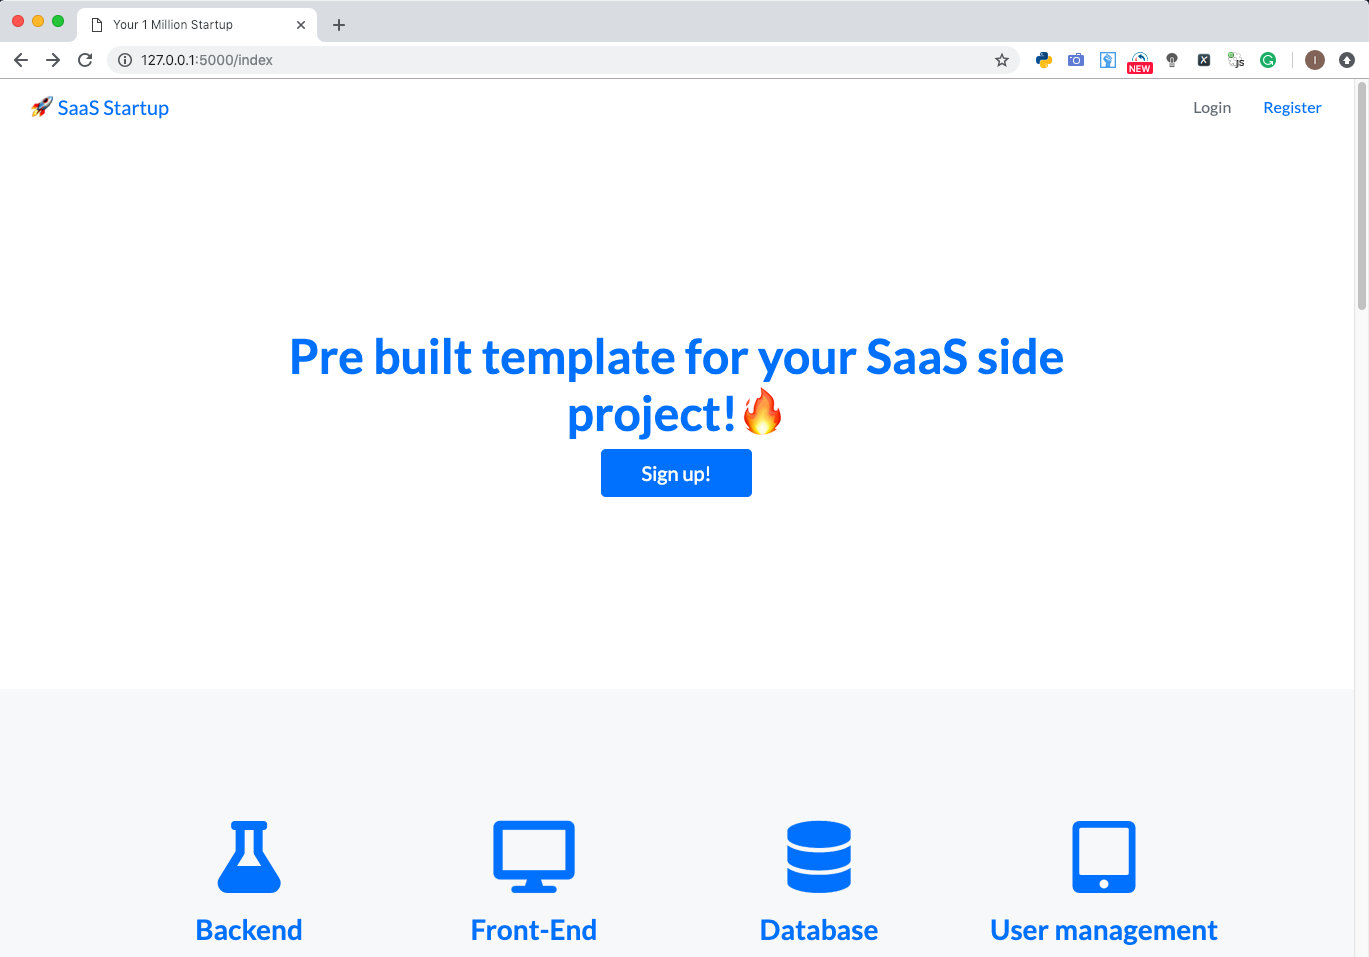 Your 1 Million Startup
127.0.0.1:5000/index
NEW
JS
I
🚀 SaaS Startup
Login
Register
Pre built template for your SaaS side
project!🔥
Sign up!
Backend
Front-End
Database
User management